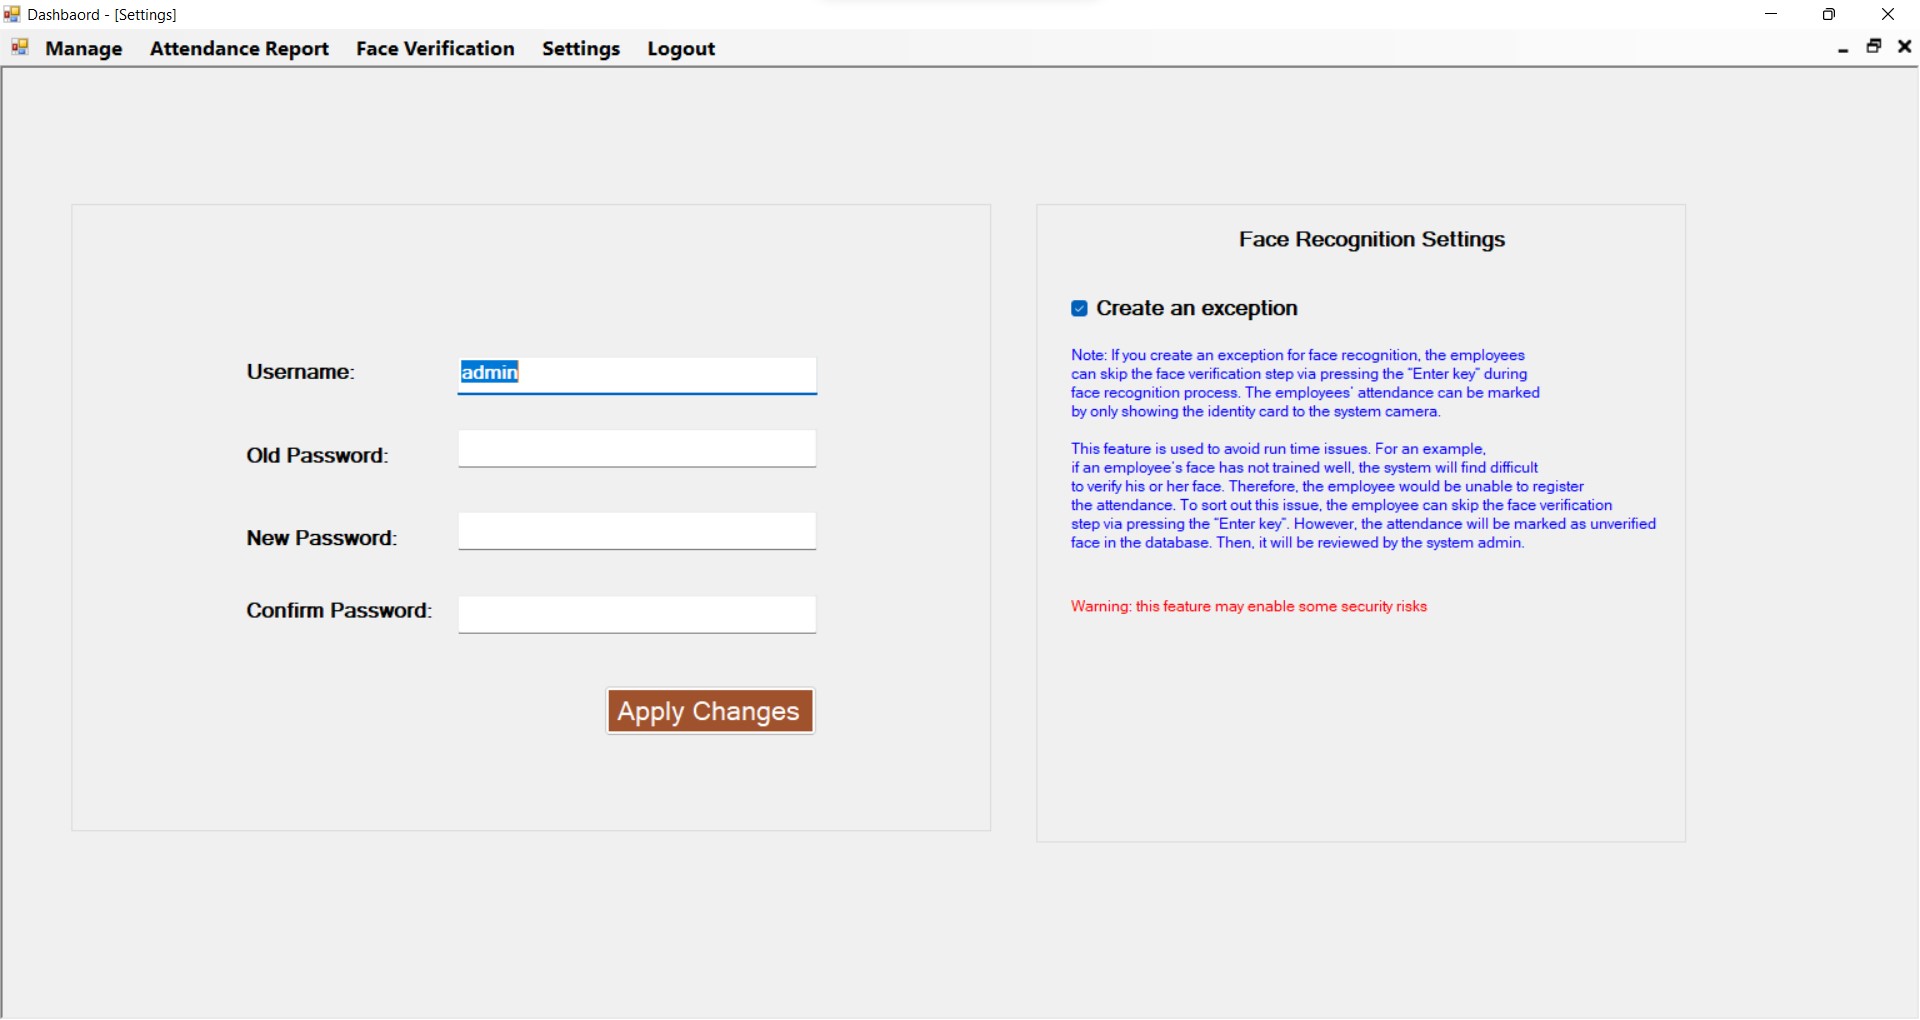 Dashbaord - [Settings]
Manage Attendance Report Face Verification Settings Logout
Username: admin
Old Password:
New Password:
Confirm Password:
Apply Changes
Face Recognition Settings
Create an exception
Note: If you create an exception for face recognition, the employees
can skip the face verification step via pressing the "Enter key" during
face recognition process. The employees' attendance can be marked
by only showing the identity card to the system camera.
This feature is used to avoid run time issues. For an example,
if an employee's face has not trained well, the system will find difficult
to verify his or her face. Therefore, the employee would be unable to register
the attendance. To sort out this issue, the employee can skip the face verification
step via pressing the "Enter key". However, the attendance will be marked as unverified
face in the database. Then, it will be reviewed by the system admin.
Warning: this feature may enable some security risks